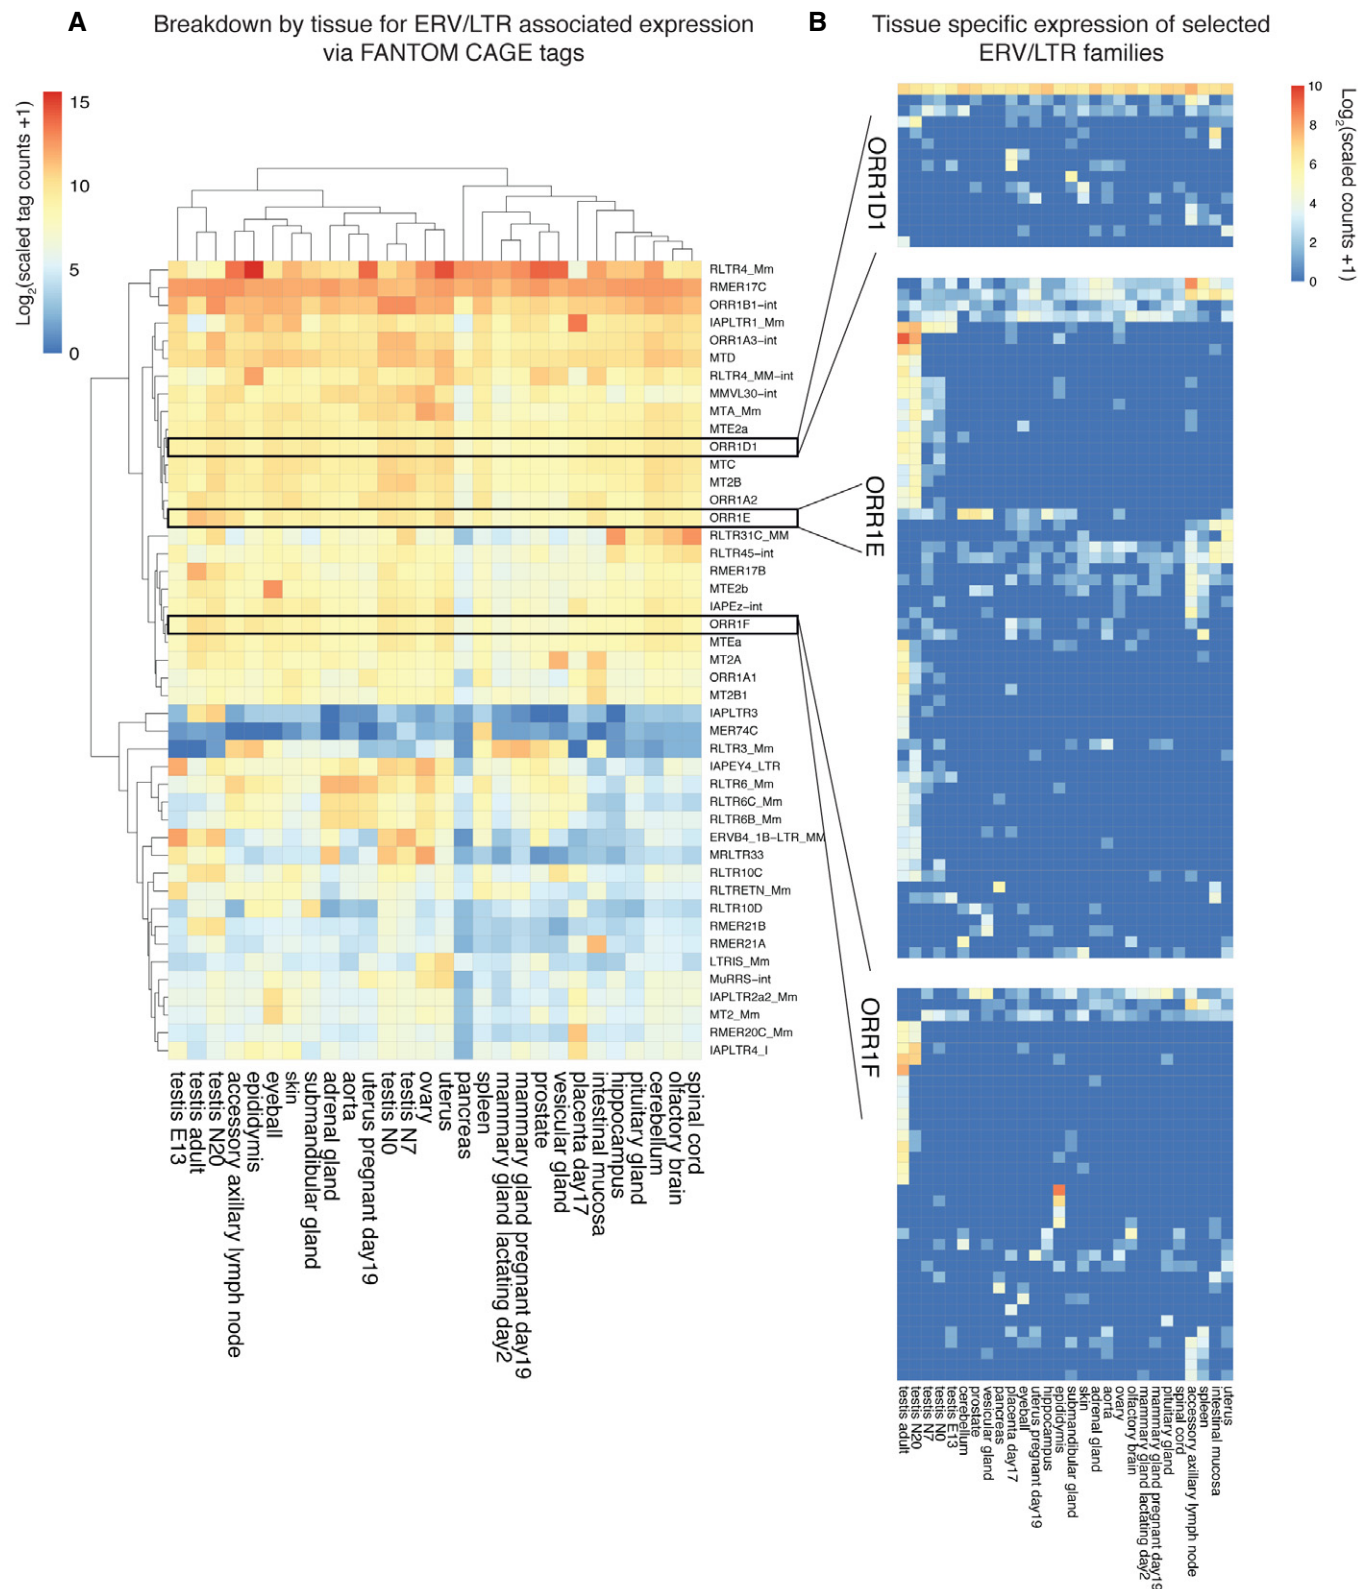 A
Breakdown by tissue for ERV/LTR associated expression
via FANTOM CAGE tags
Log2(scaled tag counts +1)
15
10
5
0
RLTR4_Mm
RMER17C
ORR1B1-int
IAPLTR1_Mm
ORR1A3-int
MTD
RLTR4_MM-int
MMVL30-int
MTA_Mm
MTE2a
ORR1D1
MTC
MT2B
ORR1A2
ORR1E
RLTR31C_MM
RLTR45-int
RMER17B
MTE2b
IAPEz-int
ORR1F
MTEa
MT2A
ORR1A1
MT2B1
IAPLTR3
MER74C
RLTR3_Mm
IAPEY4_LTR
RLTR6_Mm
RLTR6C_Mm
RLTR6B_Mm
ERVB4_1B-LTR_MM
MRLTR33
RLTR10C
RLTRETN_Mm
RLTR10D
RMER21B
RMER21A
LTRIS_Mm
MuRRS-int
IAPLTR2a2_Mm
MT2_Mm
RMER20C_Mm
IAPLTR4_I
testis E13
testis adult
testis N20
accessory axillary lymph node
epididymis
eyeball
skin
submandibular gland
adrenal gland
aorta
uterus pregnant day19
testis N0
testis N7
ovary
uterus
pancreas
spleen
mammary gland lactating day2
mammary gland pregnant day19
prostate
vesicular gland
placenta day17
intestinal mucosa
hippocampus
pituitary gland
cerebellum
olfactory brain
spinal cord
B
Tissue specific expression of selected
ERV/LTR families
Log2(scaled counts +1)
10
8
6
4
2
0
ORR1D1
ORR1E
ORR1F
testis adult
testis N20
testis N7
testis N0
testis E13
cerebellum
prostate
vesicular gland
pancreas
placenta day17
eyeball
uterus pregnant day19
hippocampus
epididymis
submandibular gland
skin
adrenal gland
aorta
ovary
olfactory brain
mammary gland lactating day2
mammary gland pregnant day19
pituitary gland
spinal cord
accessory axillary lymph node
spleen
intestinal mucosa
uterus